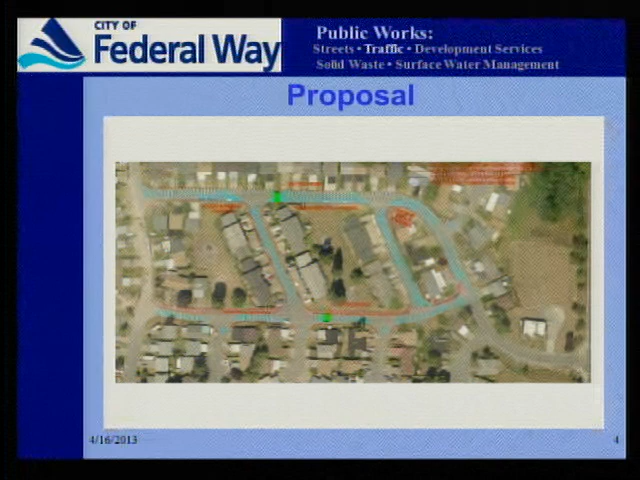 CITY OF
Federal Way
Public Works:
Streets • Traffic • Development Services
Solid Waste • Surface Water Management
Proposal
4/16/2013
4